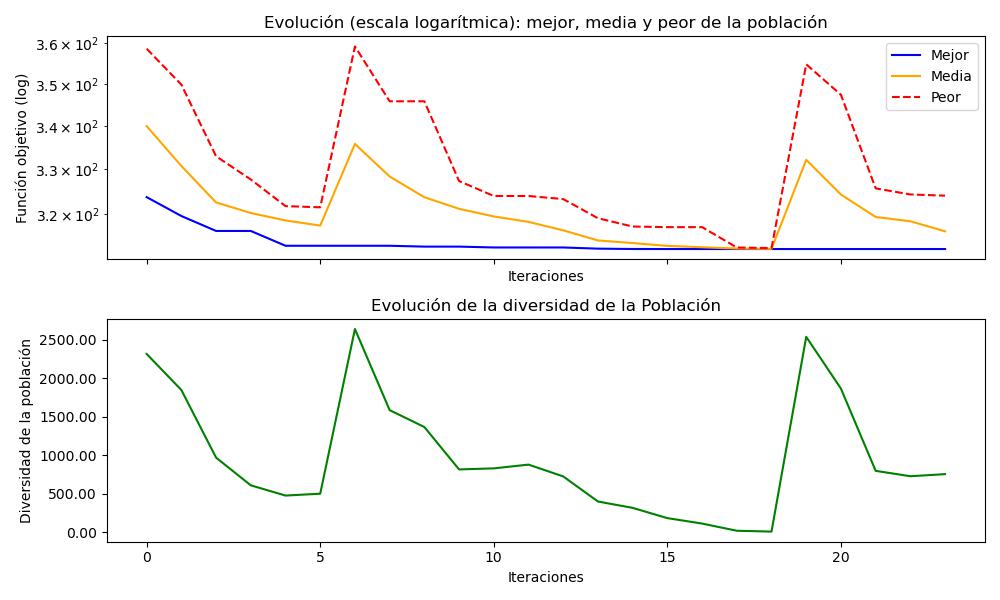 Evolución (escala logarítmica): mejor, media y peor de la población
Función objetivo (log)
3.6 × 10²
3.5 × 10²
3.4 × 10²
3.3 × 10²
3.2 × 10²
Mejor
Media
Peor
Iteraciones
Evolución de la diversidad de la Población
Diversidad de la población
2500.00
2000.00
1500.00
1000.00
500.00
0.00
0 5 10 15 20
Iteraciones